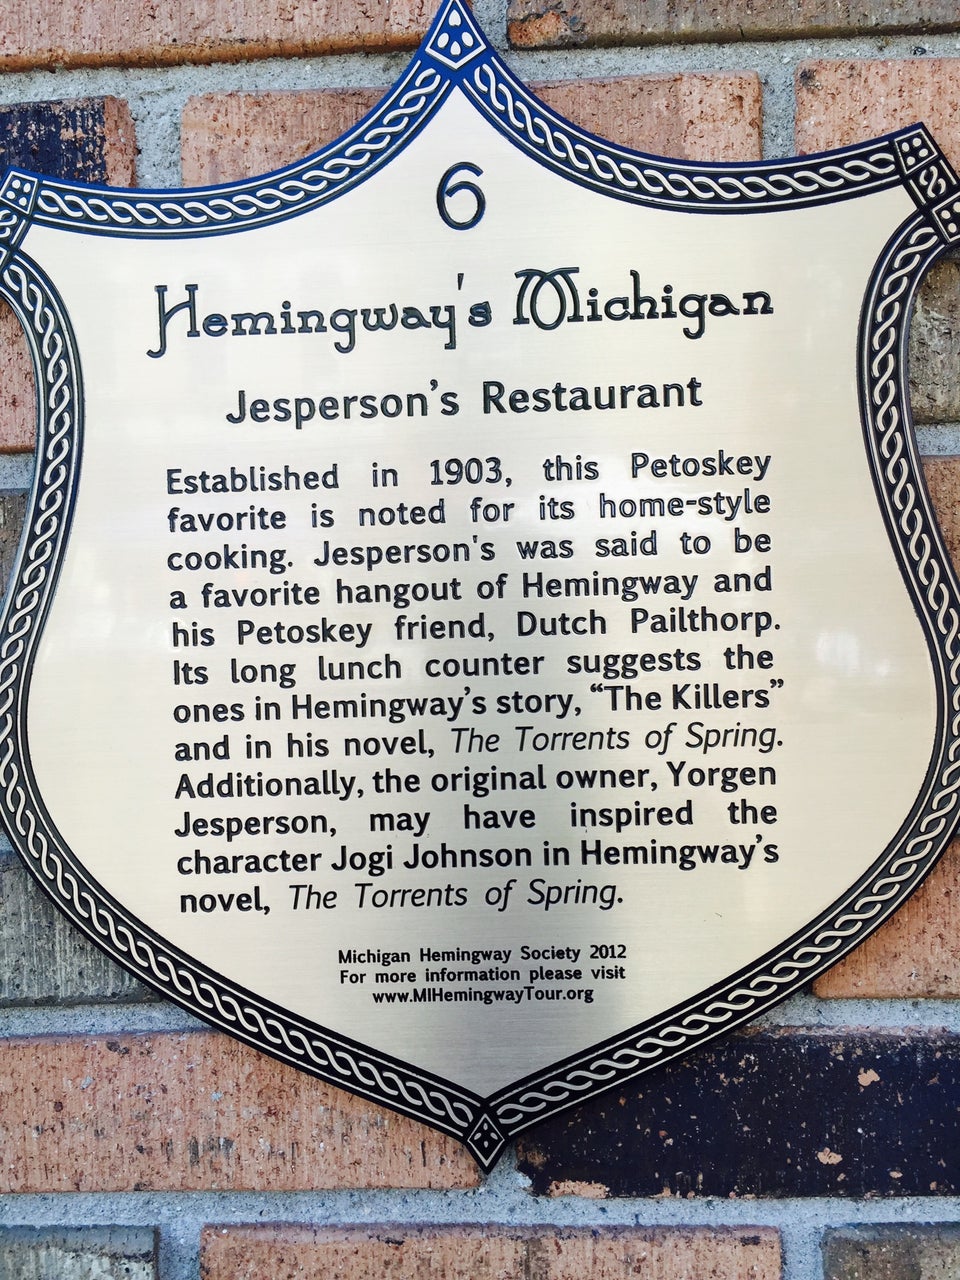 6
Hemingway's Michigan
Jesperson's Restaurant
Established in 1903, this Petoskey
favorite is noted for its home-style
cooking. Jesperson's was said to be
a favorite hangout of Hemingway and
his Petoskey friend, Dutch Pailthorp.
Its long lunch counter suggests the
ones in Hemingway's story, “The Killers”
and in his novel, The Torrents of Spring.
Additionally, the original owner, Yorgen
Jesperson, may have inspired the
character Jogi Johnson in Hemingway's
novel, The Torrents of Spring.
Michigan Hemingway Society 2012
For more information please visit
www.MIHemingwayTour.org